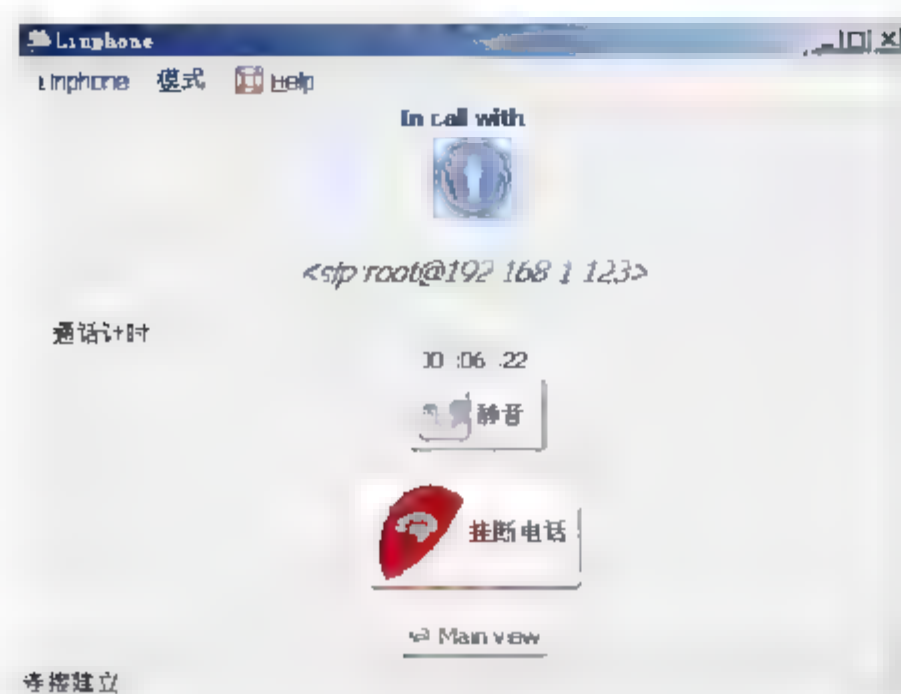 Linphone
Linphone 模式 Help
In call with
<sip:root@192.168.1.123>
通话计时
00:06:22
静音
挂断电话
Main view
连接建立